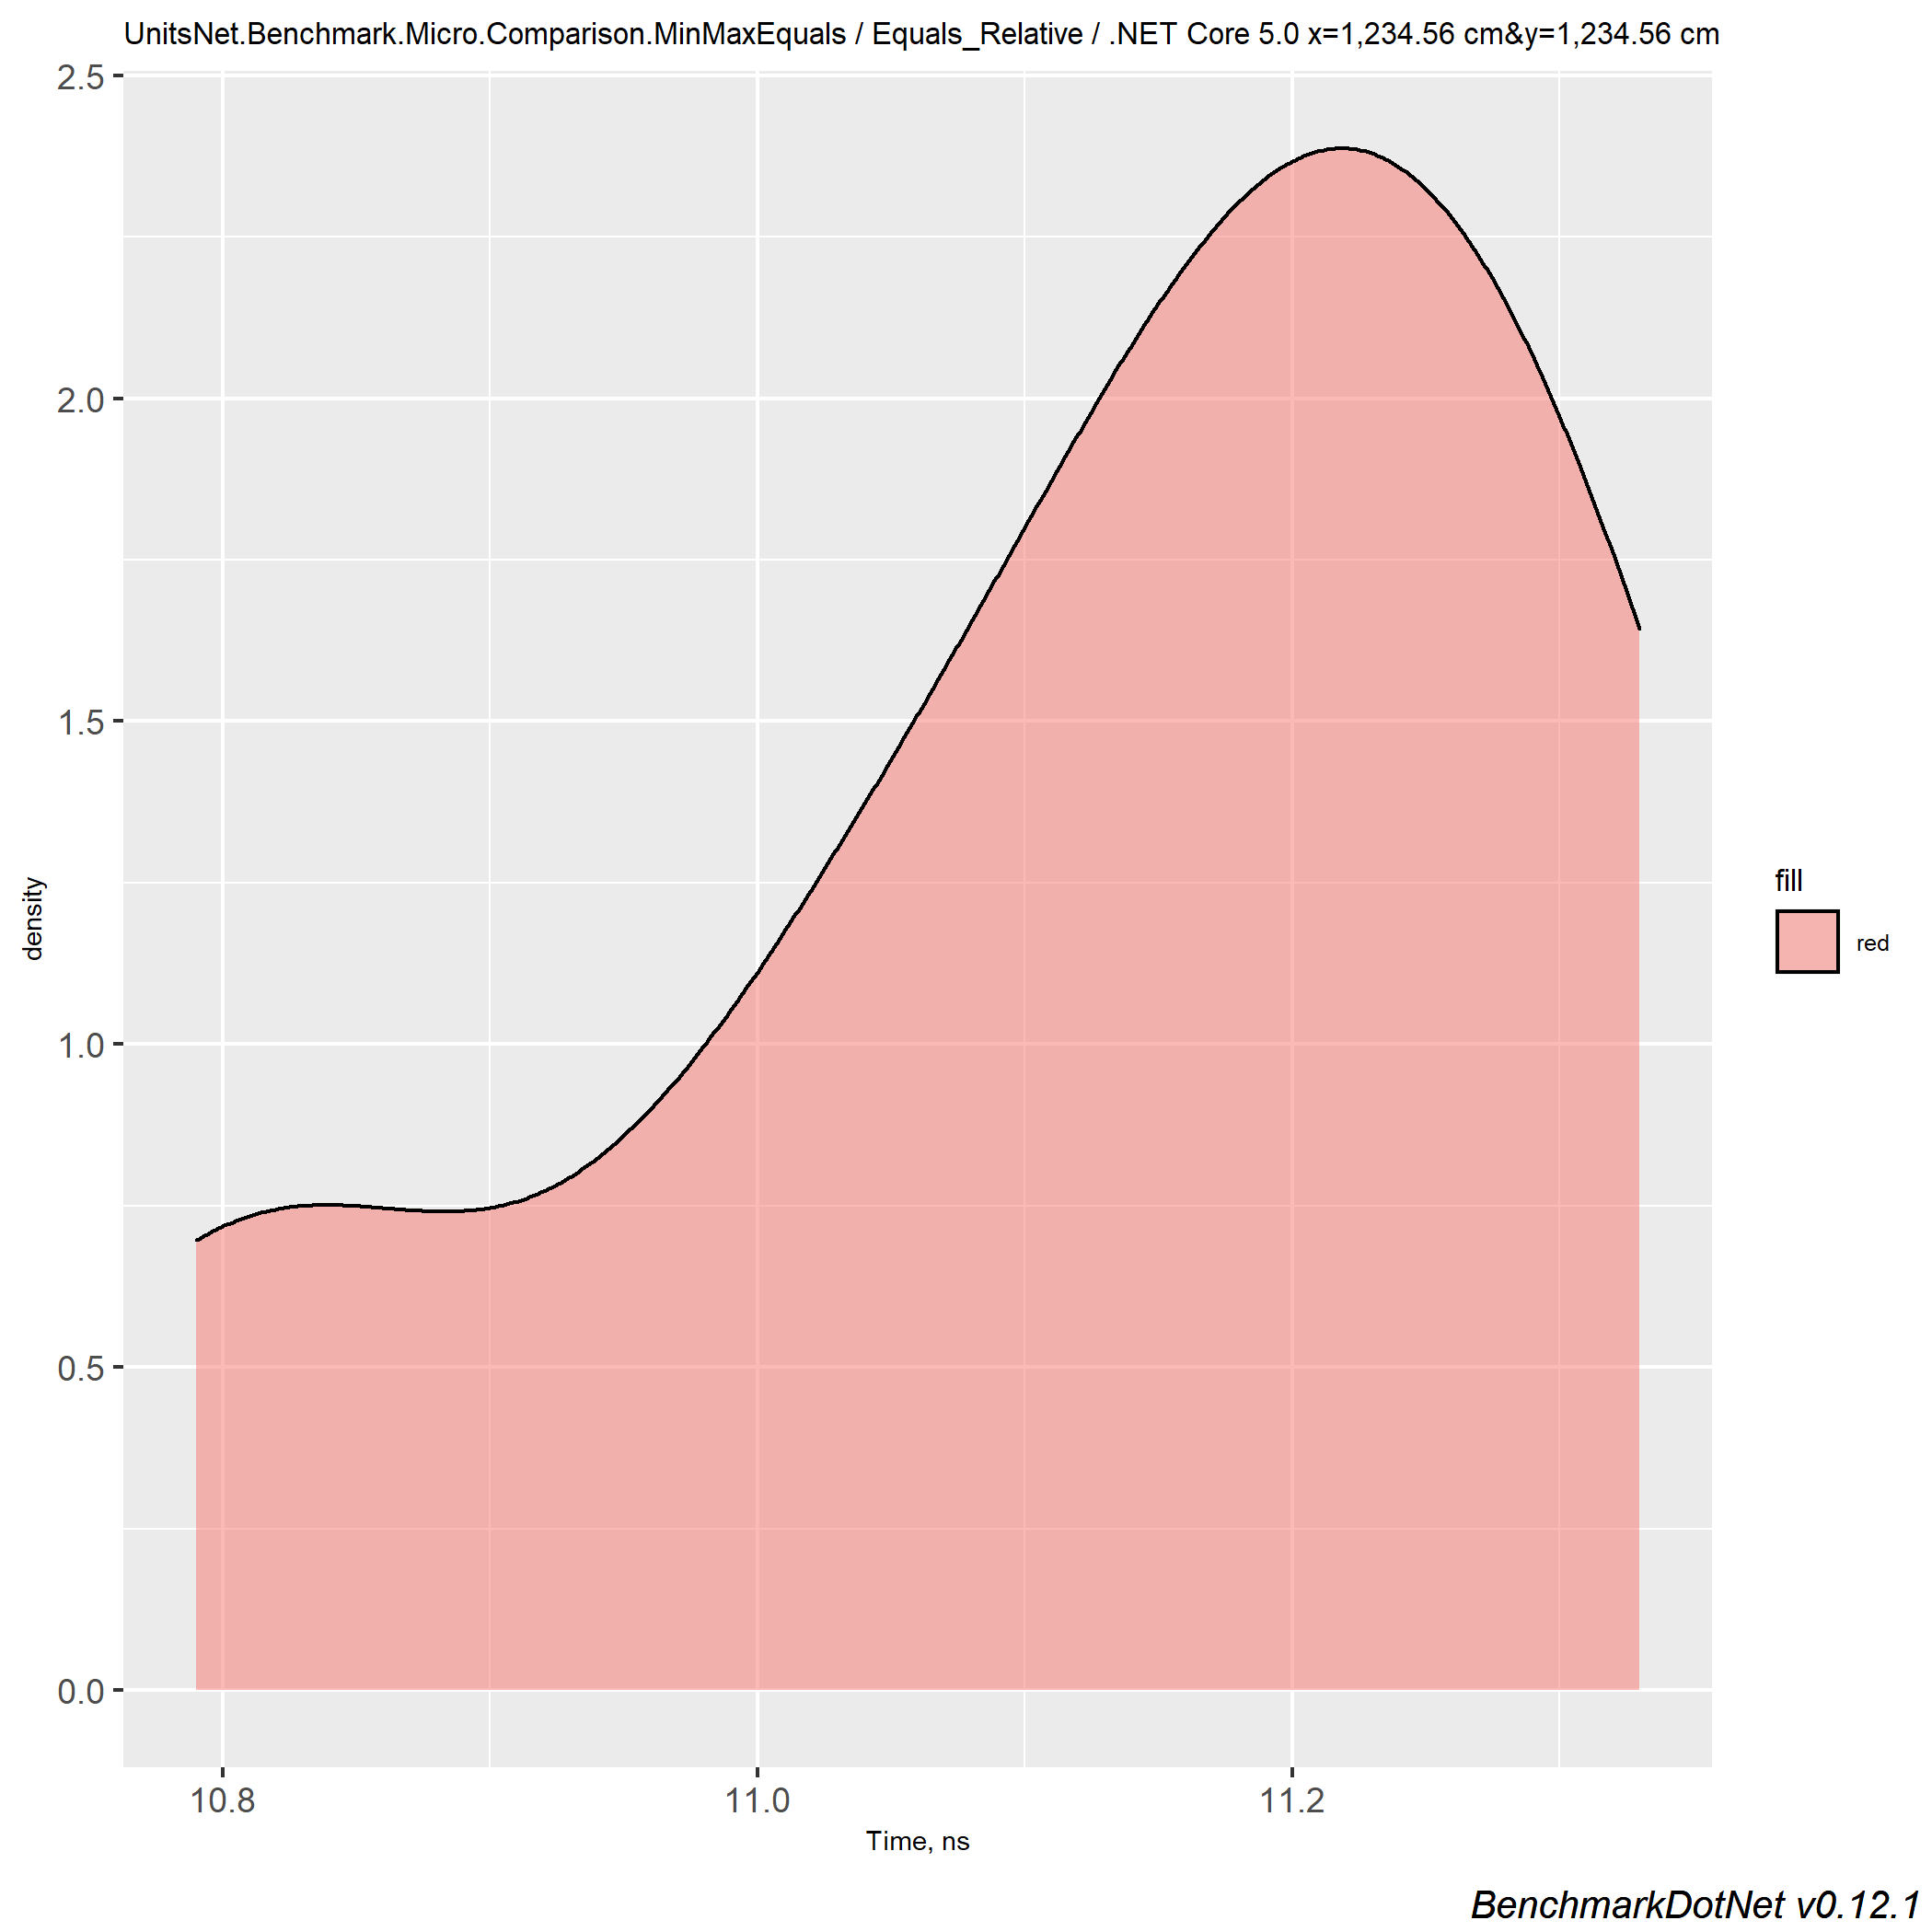 UnitsNet.Benchmark.Micro.Comparison.MinMaxEquals / Equals_Relative / .NET Core 5.0 x=1,234.56 cm&y=1,234.56 cm
2.5
2.0
1.5
1.0
0.5
0.0
density
10.8
11.0
11.2
Time, ns
fill
red
BenchmarkDotNet v0.12.1